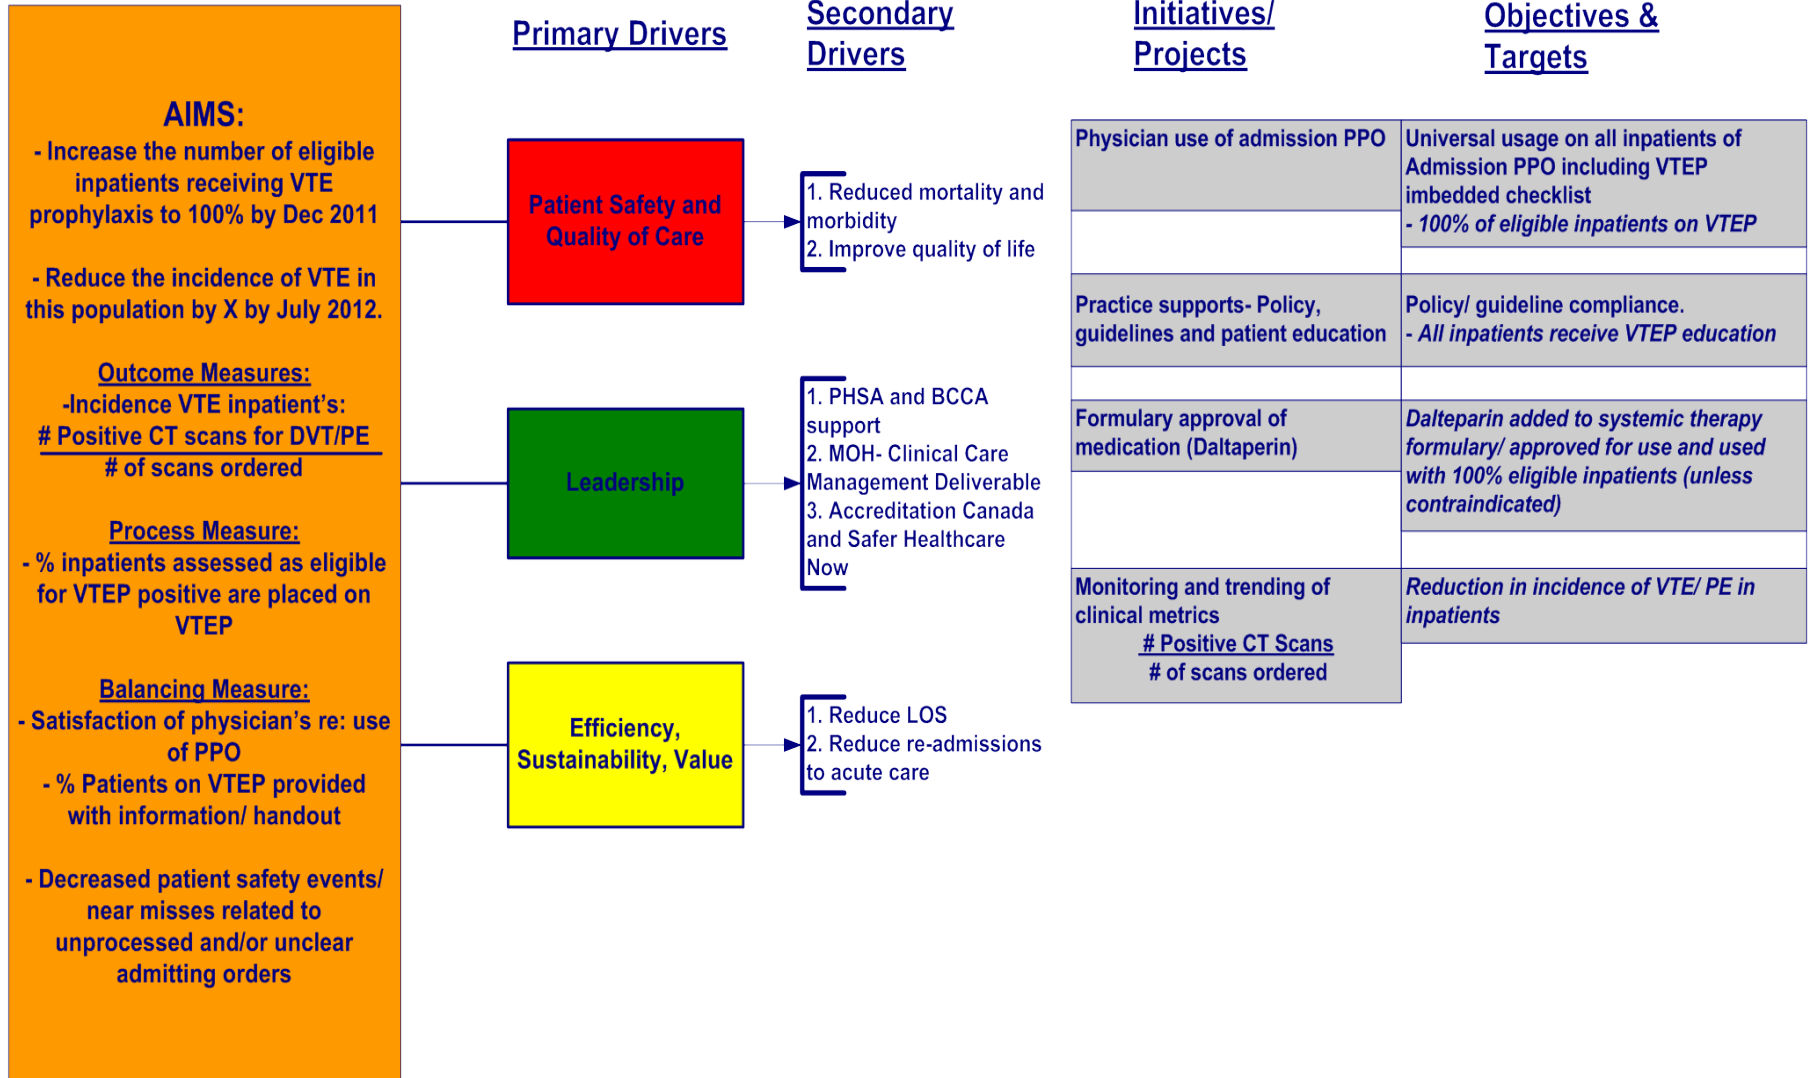 AIMS:
- Increase the number of eligible
inpatients receiving VTE
prophylaxis to 100% by Dec 2011
- Reduce the incidence of VTE in
this population by X by July 2012.
Outcome Measures:
-Incidence VTE inpatient's:
# Positive CT scans for DVT/PE
# of scans ordered
Process Measure:
- % inpatients assessed as eligible
for VTEP positive are placed on
VTEP
Balancing Measure:
- Satisfaction of physician's re: use
of PPO
- % Patients on VTEP provided
with information/ handout
- Decreased patient safety events/
near misses related to
unprocessed and/or unclear
admitting orders
Primary Drivers
Patient Safety and
Quality of Care
Leadership
Efficiency,
Sustainability, Value
Secondary
Drivers
1. Reduced mortality and
morbidity
2. Improve quality of life
1. PHSA and BCCA
support
2. MOH- Clinical Care
Management Deliverable
3. Accreditation Canada
and Safer Healthcare
Now
1. Reduce LOS
2. Reduce re-admissions
to acute care
Initiatives/
Projects
Physician use of admission PPO
Practice supports- Policy,
guidelines and patient education
Formulary approval of
medication (Daltaperin)
Monitoring and trending of
clinical metrics
# Positive CT Scans
# of scans ordered
Objectives &
Targets
Universal usage on all inpatients of
Admission PPO including VTEP
imbedded checklist
- 100% of eligible inpatients on VTEP
Policy/ guideline compliance.
- All inpatients receive VTEP education
Dalteparin added to systemic therapy
formulary/ approved for use and used
with 100% eligible inpatients (unless
contraindicated)
Reduction in incidence of VTE/ PE in
inpatients